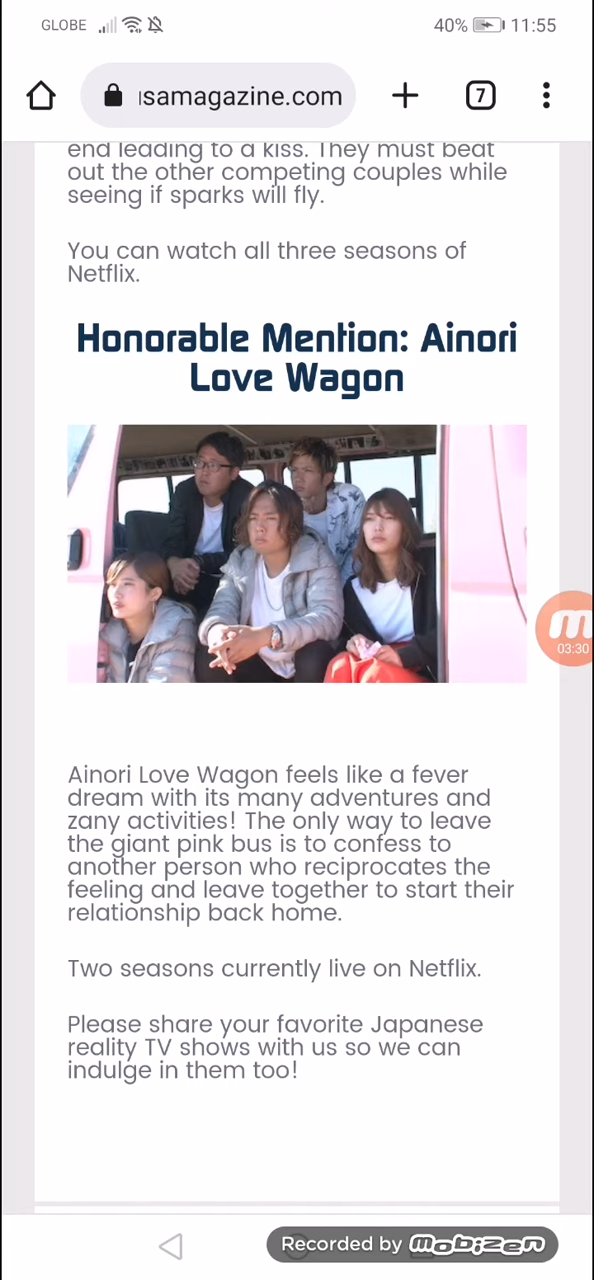 GLOBE
40%
11:55
usamagazine.com
7
end leading to a kiss. They must beat
out the other competing couples while
seeing if sparks will fly.
You can watch all three seasons of
Netflix.
Honorable Mention: Ainori
Love Wagon
03:30
Ainori Love Wagon feels like a fever
dream with its many adventures and
zany activities! The only way to leave
the giant pink bus is to confess to
another person who reciprocates the
feeling and leave together to start their
relationship back home.
Two seasons currently live on Netflix.
Please share your favorite Japanese
reality TV shows with us so we can
indulge in them too!
Recorded by mobizen